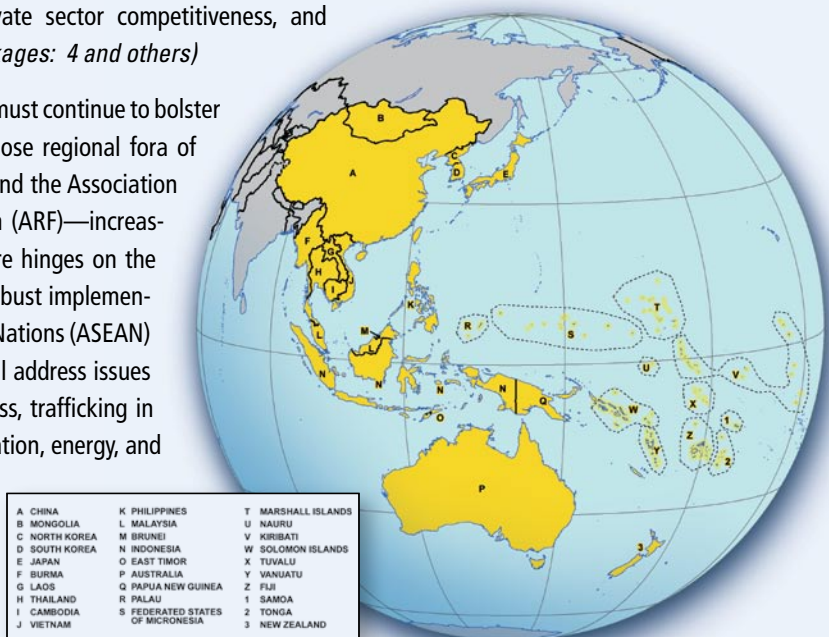 vate sector competitiveness, and
kages: 4 and others)
must continue to bolster
ose regional fora of
nd the Association
n (ARF)—increas-
re hinges on the
bust implemen-
Nations (ASEAN)
l address issues
ss, trafficking in
ation, energy, and
B
C
A
D
E
F
G
H
J
I
K
T
R
S
M
L
L
U
V
N
N
N
N
Q
X
W
O
1
Z
Y
2
P
3
A CHINA
B MONGOLIA
C NORTH KOREA
D SOUTH KOREA
E JAPAN
F BURMA
G LAOS
H THAILAND
I CAMBODIA
J VIETNAM
K PHILIPPINES
L MALAYSIA
M BRUNEI
N INDONESIA
O EAST TIMOR
P AUSTRALIA
Q PAPUA NEW GUINEA
R PALAU
S FEDERATED STATES
OF MICRONESIA
T MARSHALL ISLANDS
U NAURU
V KIRIBATI
W SOLOMON ISLANDS
X TUVALU
Y VANUATU
Z FIJI
1 SAMOA
2 TONGA
3 NEW ZEALAND